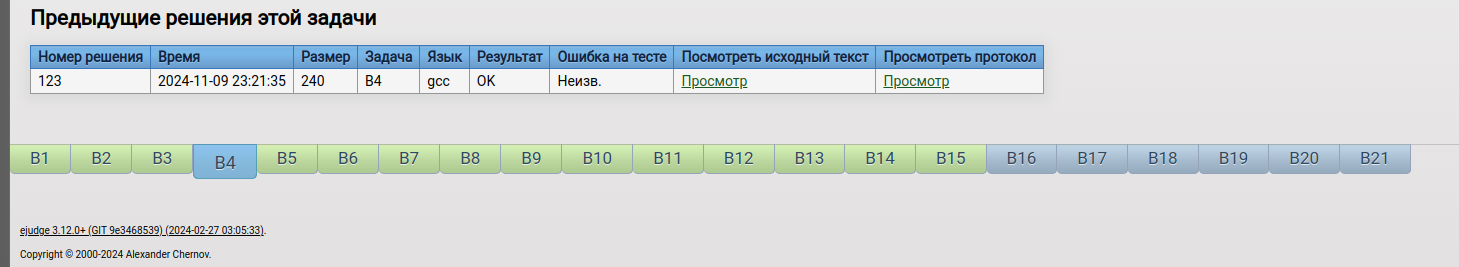 Предыдущие решения этой задачи
Номер решения Время Размер Задача Язык Результат Ошибка на тесте Посмотреть исходный текст Просмотреть протокол
123 2024-11-09 23:21:35 240 B4 gcc OK Неизв. Просмотр Просмотр
B1 B2 B3 B4 B5 B6 B7 B8 B9 B10 B11 B12 B13 B14 B15 B16 B17 B18 B19 B20 B21
ejudge 3.12.0+ (GIT 9e3468539) (2024-02-27 03:05:33).
Copyright © 2000-2024 Alexander Chernov.